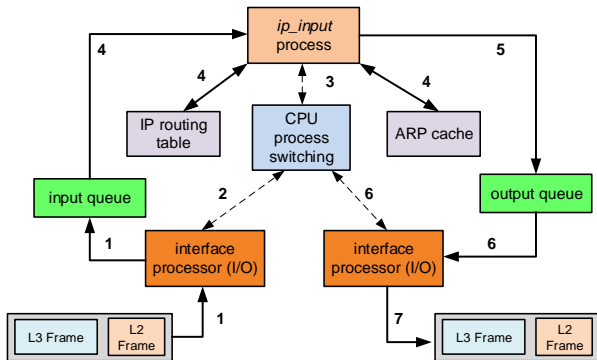 ip_input
process
4
5
4
3
4
IP routing
table
CPU
process
switching
ARP cache
input queue
2
6
output queue
1
interface
processor (I/O)
interface
processor (I/O)
6
L3 Frame
L2
Frame
1
7
L3 Frame
L2
Frame